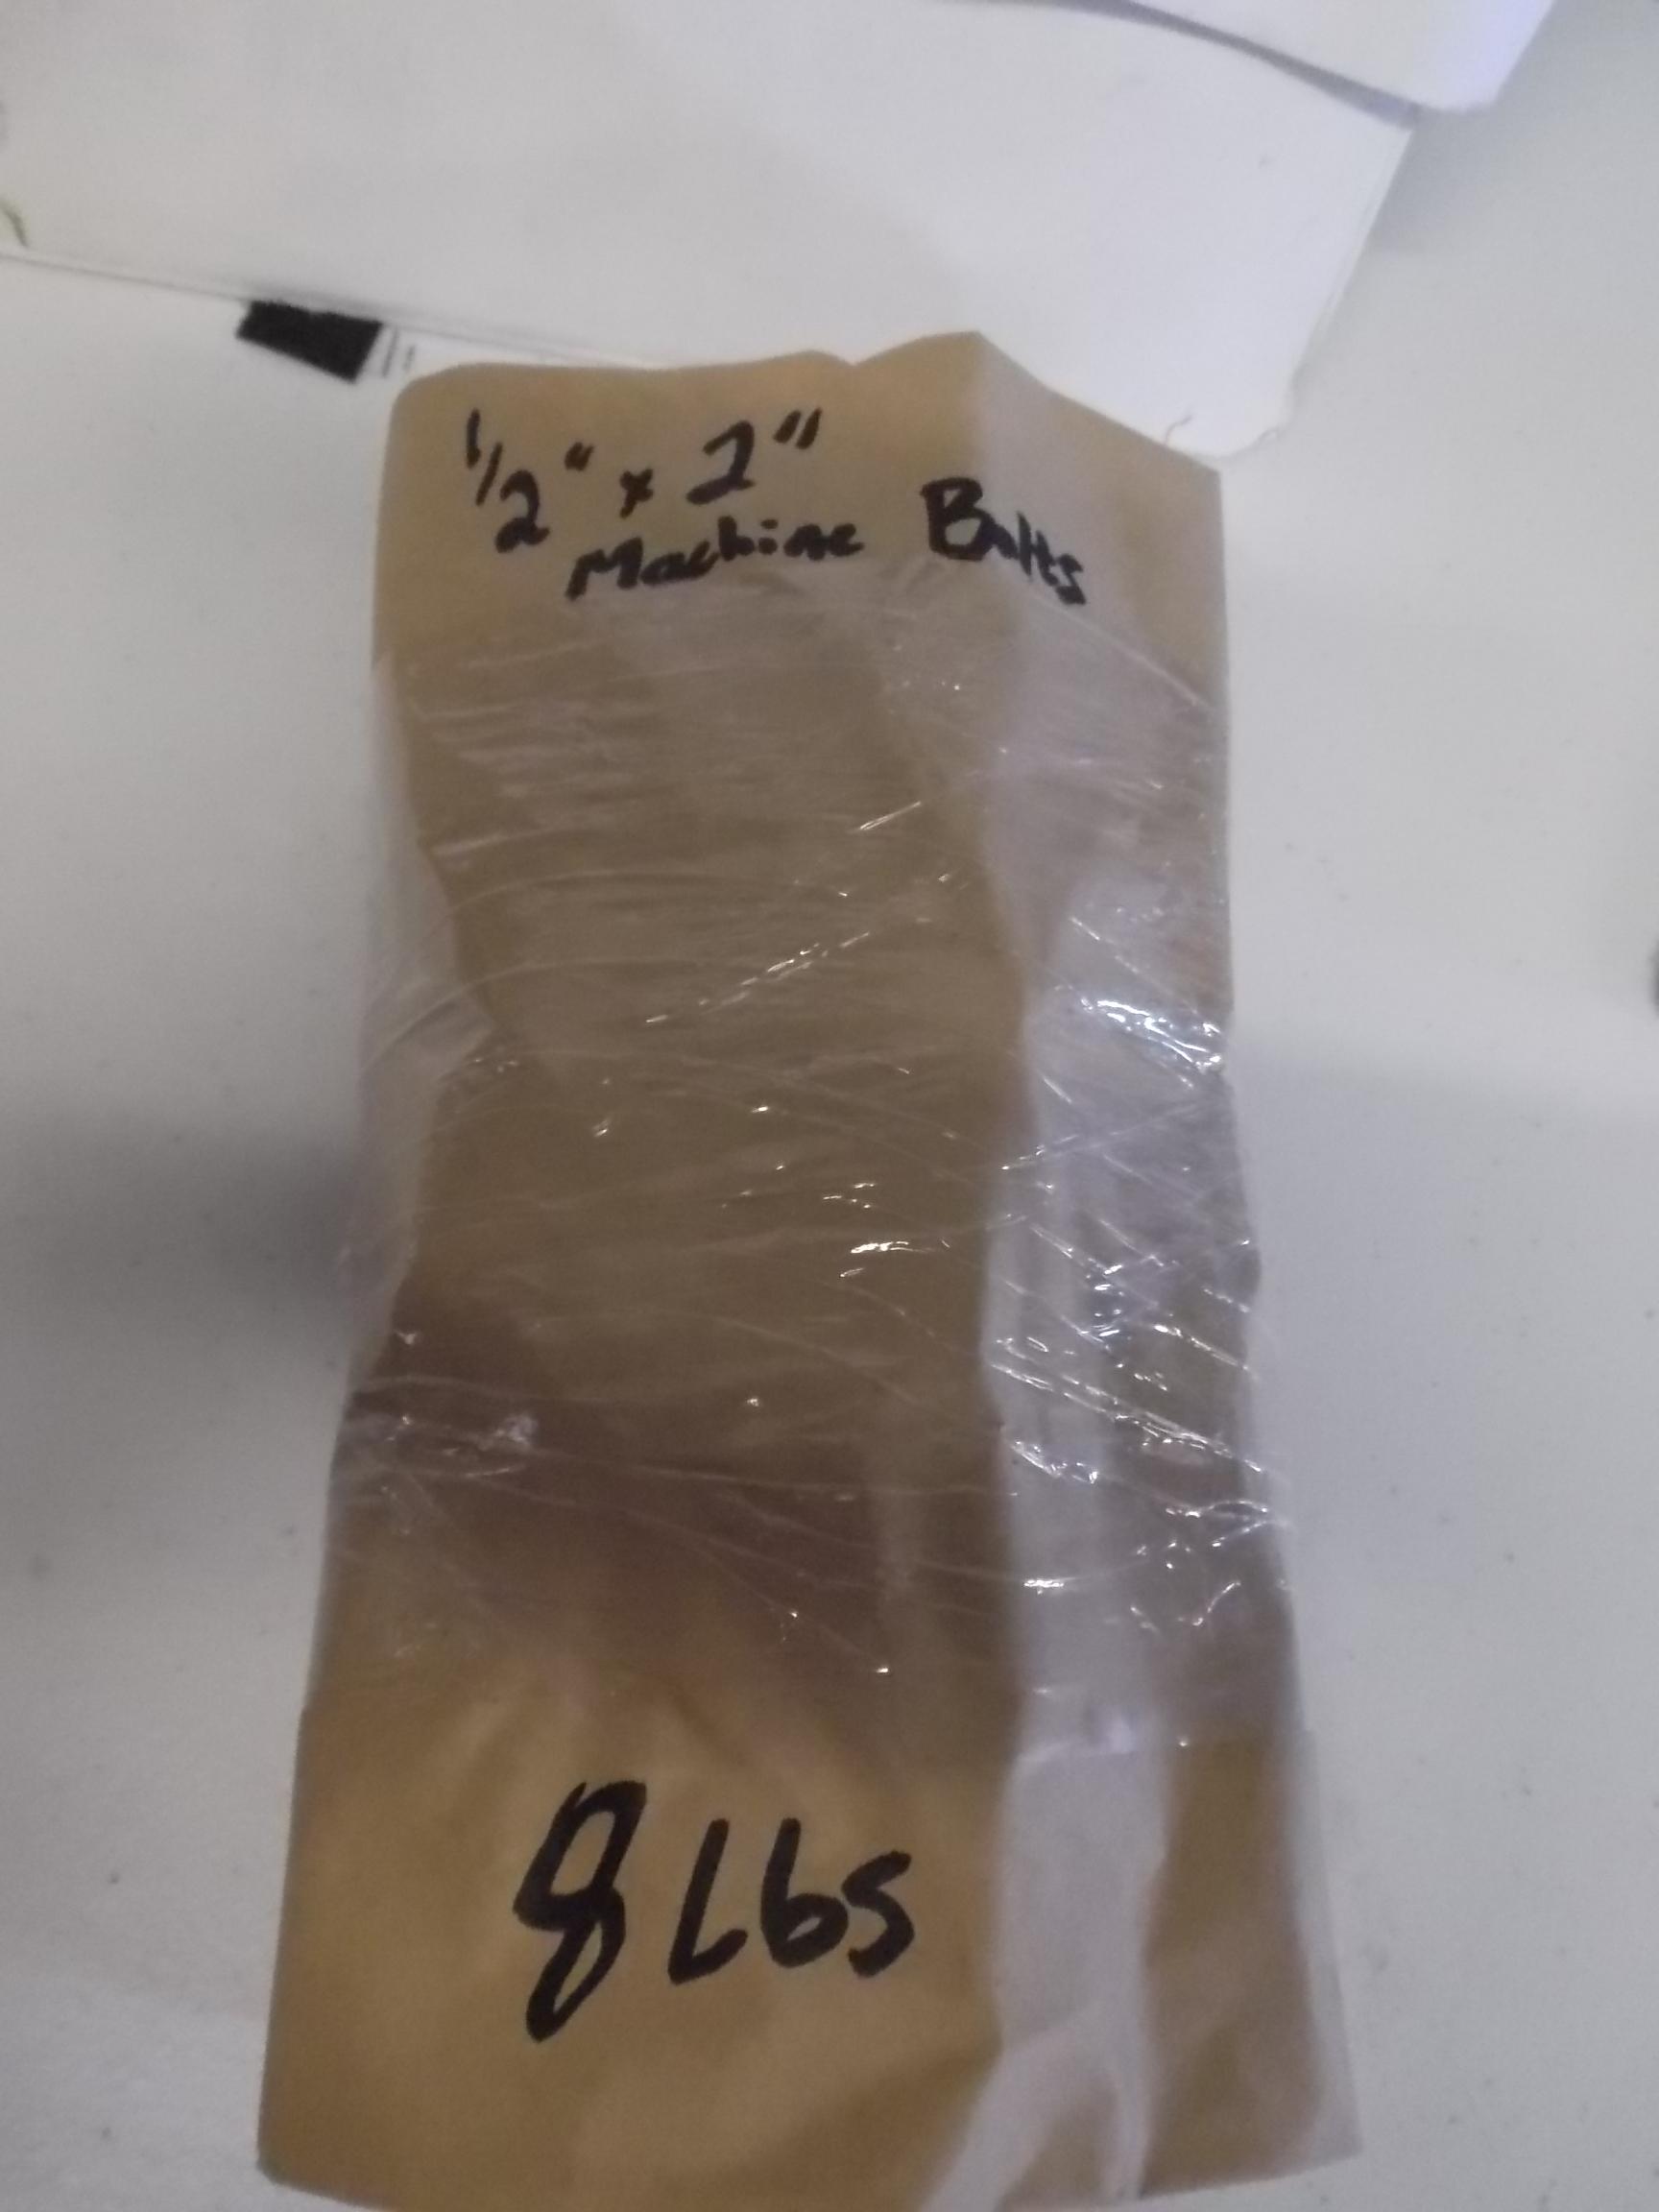 1/2" x 2"
Machine Bolts
8 Lbs